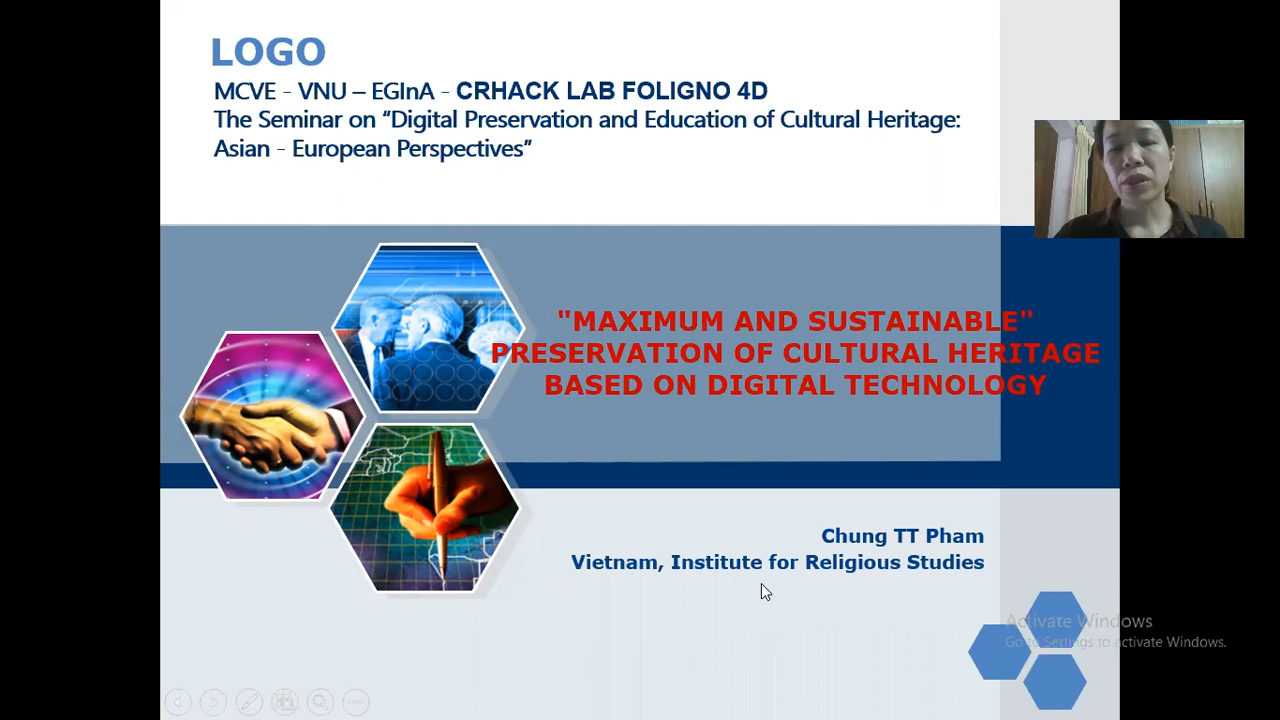 LOGO
MCVE - VNU – EGInA - CRHACK LAB FOLIGNO 4D
The Seminar on “Digital Preservation and Education of Cultural Heritage:
Asian - European Perspectives”
"MAXIMUM AND SUSTAINABLE"
PRESERVATION OF CULTURAL HERITAGE
BASED ON DIGITAL TECHNOLOGY
Chung TT Pham
Vietnam, Institute for Religious Studies
Activate Windows
Go to Settings to activate Windows.